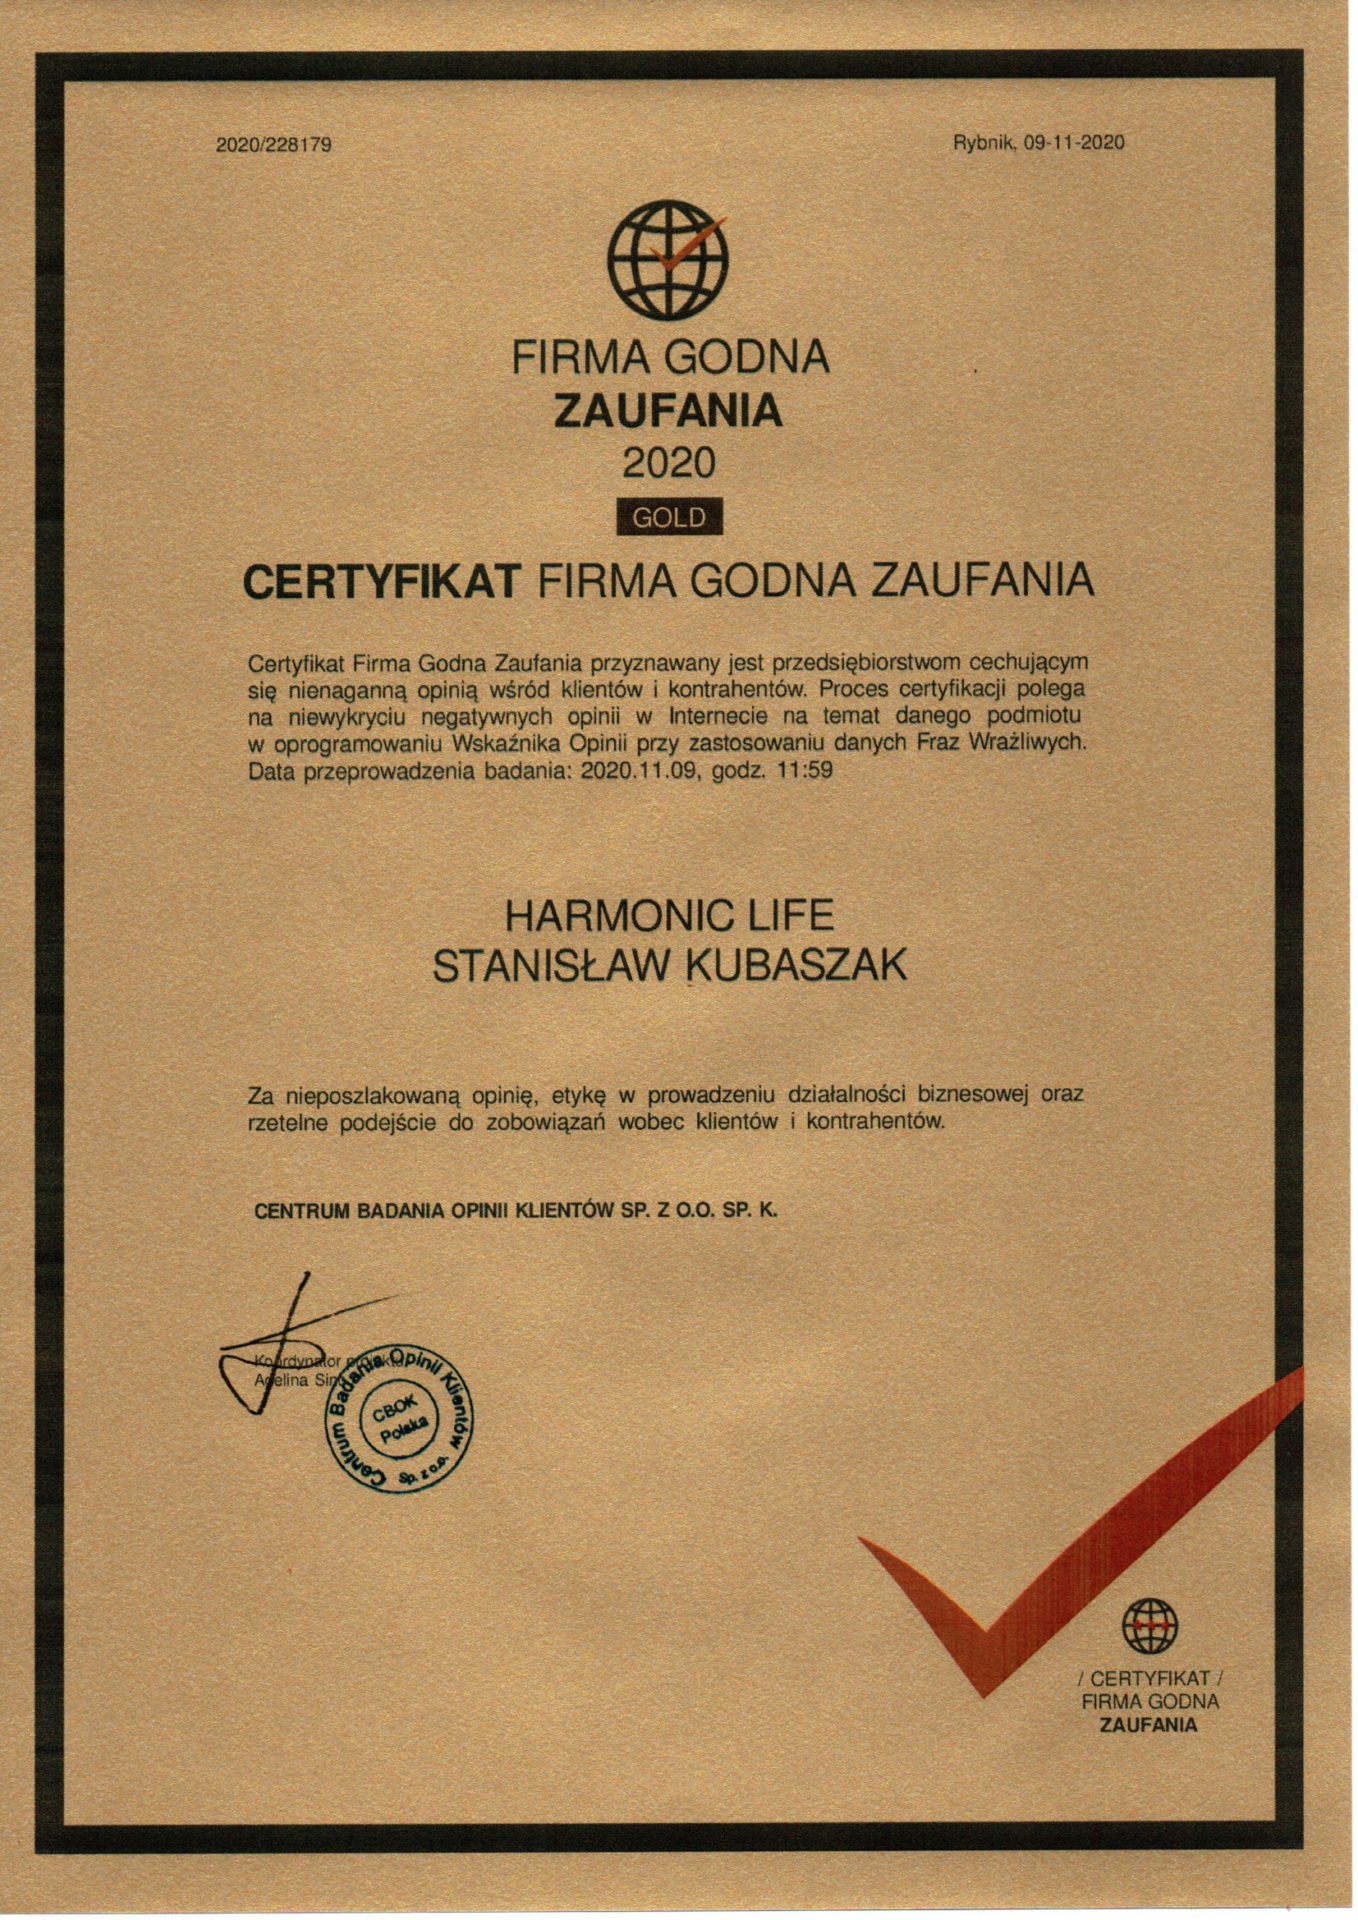 2020/228179
Rybnik, 09-11-2020
FIRMA GODNA
ZAUFANIA
2020
GOLD
CERTYFIKAT FIRMA GODNA ZAUFANIA
Certyfikat Firma Godna Zaufania przyznawany jest przedsiębiorstwom cechującym
się nienaganną opinią wśród klientów i kontrahentów. Proces certyfikacji polega
na niewykryciu negatywnych opinii w Internecie na temat danego podmiotu
w oprogramowaniu Wskaźnika Opinii przy zastosowaniu danych Fraz Wrażliwych.
Data przeprowadzenia badania: 2020.11.09, godz. 11:59
HARMONIC LIFE
STANISŁAW KUBASZAK
Za nieposzlakowaną opinię, etykę w prowadzeniu działalności biznesowej oraz
rzetelne podejście do zobowiązań wobec klientów i kontrahentów.
CENTRUM BADANIA OPINII KLIENTÓW SP. Z O.O. SP. K.
Koordynator projektu
Adelina
Centrum Badania Opinii Klientów
Sp. z o.o.
CBOK
Polska
/ CERTYFIKAT /
FIRMA GODNA
ZAUFANIA